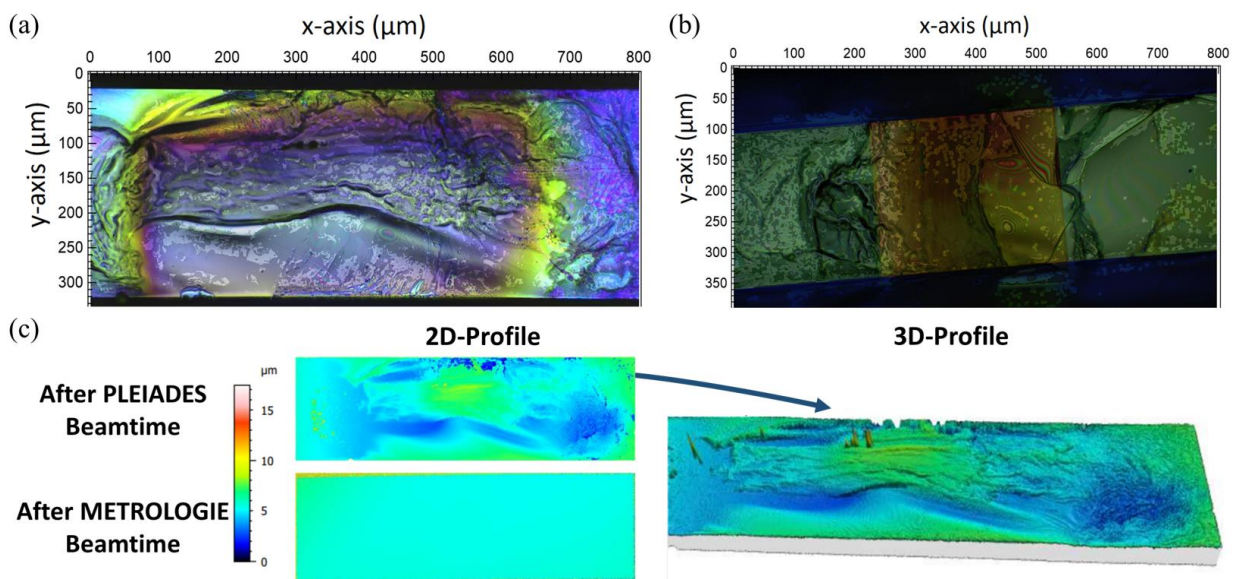 (a)
x-axis (µm)
0 100 200 300 400 500 600 700 800
y-axis (µm)
0
50
100
150
200
250
300
(b)
x-axis (µm)
0 100 200 300 400 500 600 700 800
y-axis (µm)
0
50
100
150
200
250
300
350
(c)
2D-Profile
3D-Profile
After PLEIADES
Beamtime
µm
15
10
5
0
After METROLOGIE
Beamtime